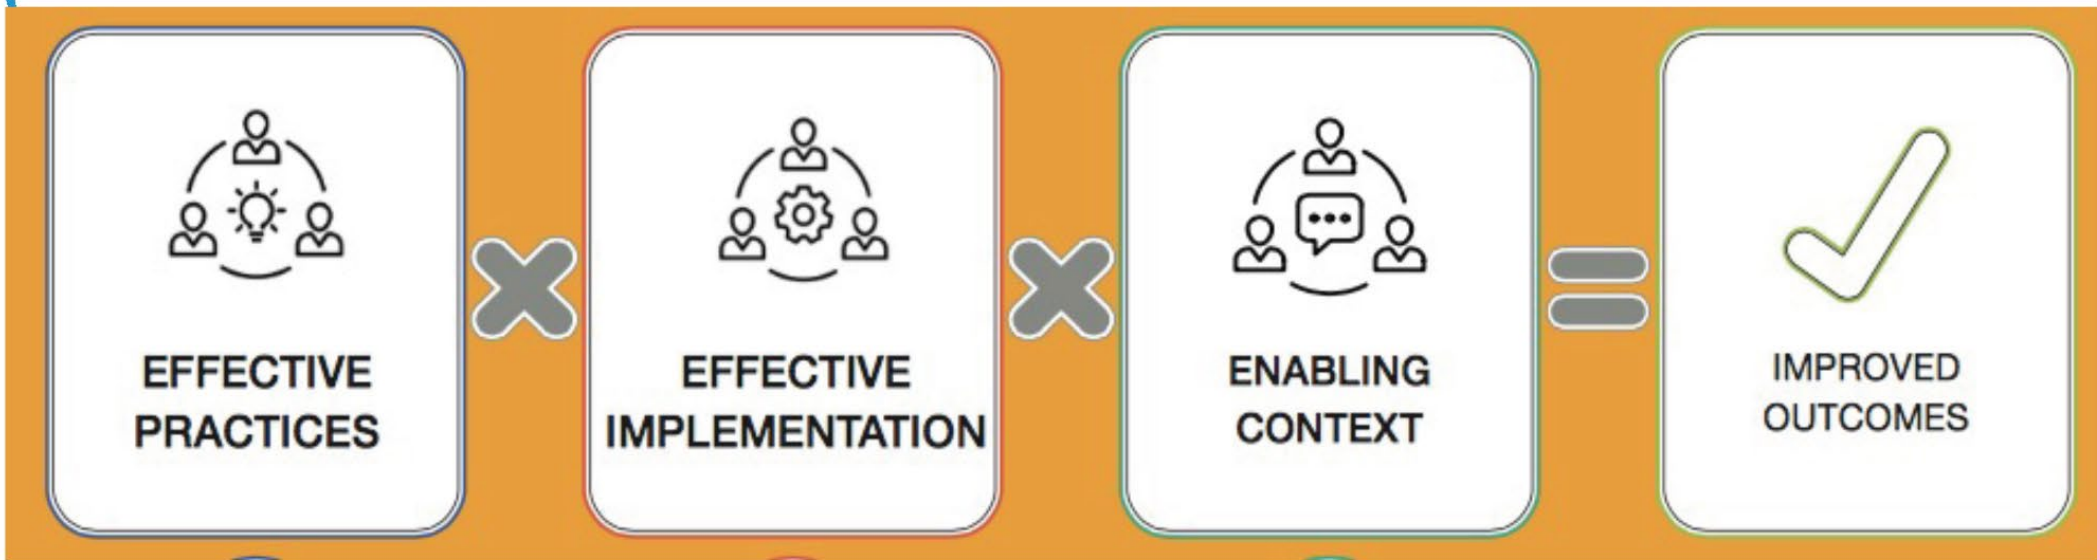 EFFECTIVE
PRACTICES
EFFECTIVE
IMPLEMENTATION
ENABLING
CONTEXT
IMPROVED
OUTCOMES